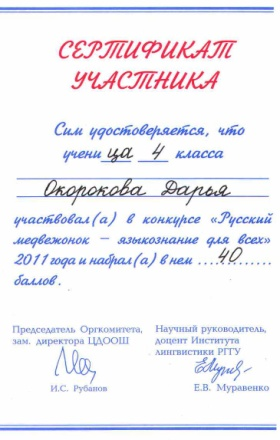 СЕРТИФИКАТ
УЧАСТНИКА
Сим удостоверяется, что
учени ца 4 класса
Окорокова Дарья
участвовал(а) в конкурсе «Русский
медвежонок – языкознание для всех»
2011 года и набрал(а) в нем ....40....
баллов.
Председатель Оргкомитета,
зам. директора ЦДООШ
И.С. Рубанов
Научный руководитель,
доцент Института
лингвистики РГГУ
Е.В. Муравенко